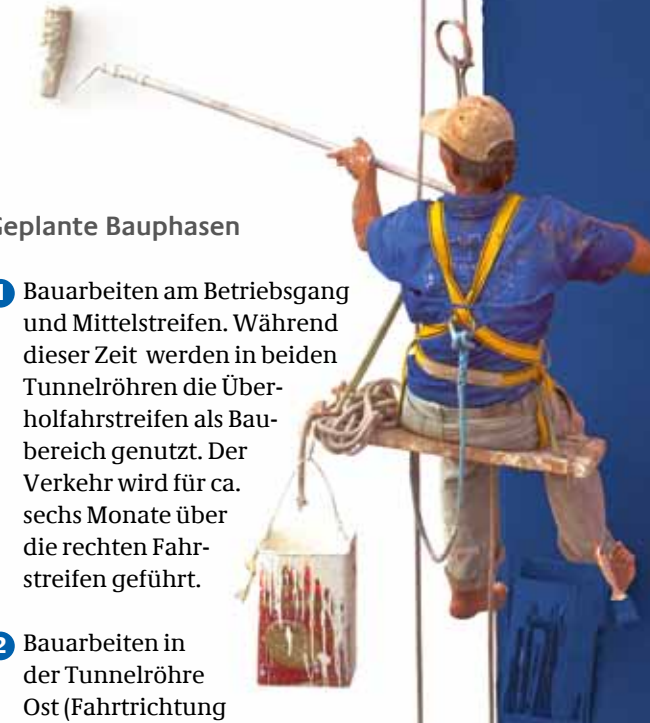 Geplante Bauphasen
1 Bauarbeiten am Betriebsgang
und Mittelstreifen. Während
dieser Zeit werden in beiden
Tunnelröhren die Über-
holfahrstreifen als Bau-
bereich genutzt. Der
Verkehr wird für ca.
sechs Monate über
die rechten Fahr-
streifen geführt.
2 Bauarbeiten in
der Tunnelröhre
Ost (Fahrtrichtung